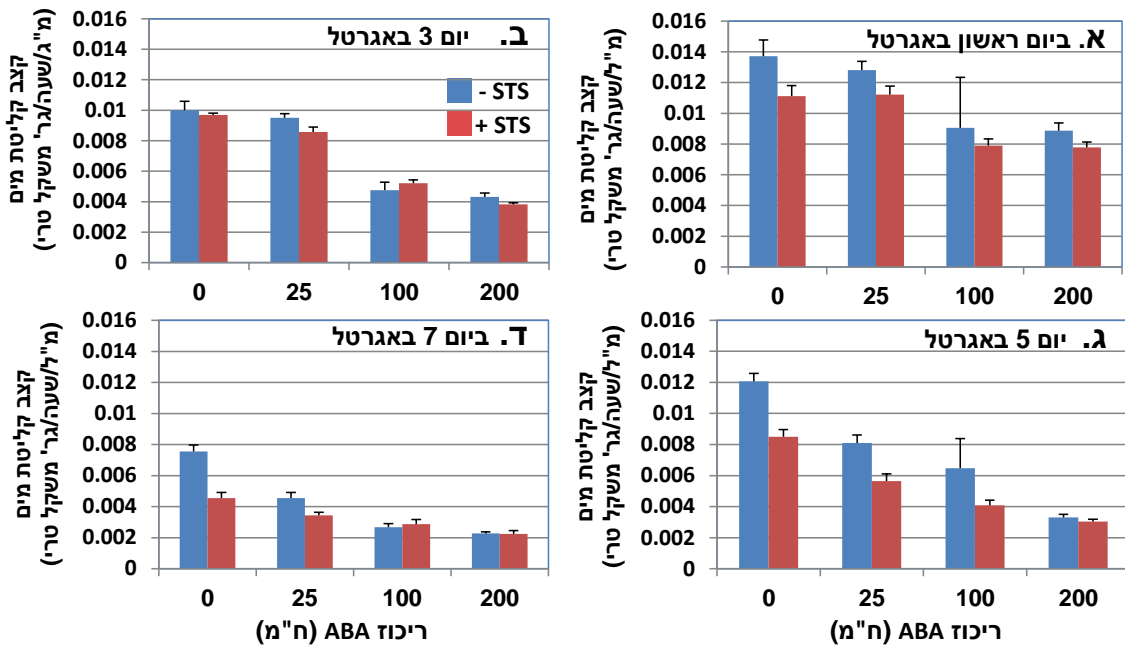 א. ביום ראשון באגרטל
קצב קליטת מים
(מ"ל/שעה/גר' משקל טרי)
0.016
0.014
0.012
0.01
0.008
0.006
0.004
0.002
0
0 25 100 200
ב. יום 3 באגרטל
- STS
+ STS
קצב קליטת מים
(מ"ג/שעה/גר' משקל טרי)
0.016
0.014
0.012
0.01
0.008
0.006
0.004
0.002
0
0 25 100 200
ג. יום 5 באגרטל
קצב קליטת מים
(מ"ל/שעה/גר' משקל טרי)
0.016
0.014
0.012
0.01
0.008
0.006
0.004
0.002
0
0 25 100 200
ריכוז ABA (ח"מ)
ד. ביום 7 באגרטל
קצב קליטת מים
(מ"ל/שעה/גר' משקל טרי)
0.016
0.014
0.012
0.01
0.008
0.006
0.004
0.002
0
0 25 100 200
ריכוז ABA (ח"מ)